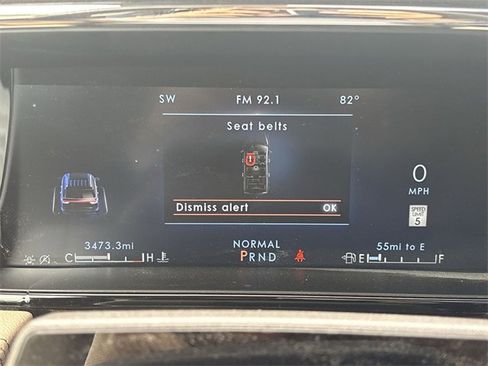 SW FM 92.1 82°
Seat belts
Dismiss alert OK
0
MPH
SPEED
LIMIT
5
3473.3mi NORMAL 55mi to E
C H PRND E F